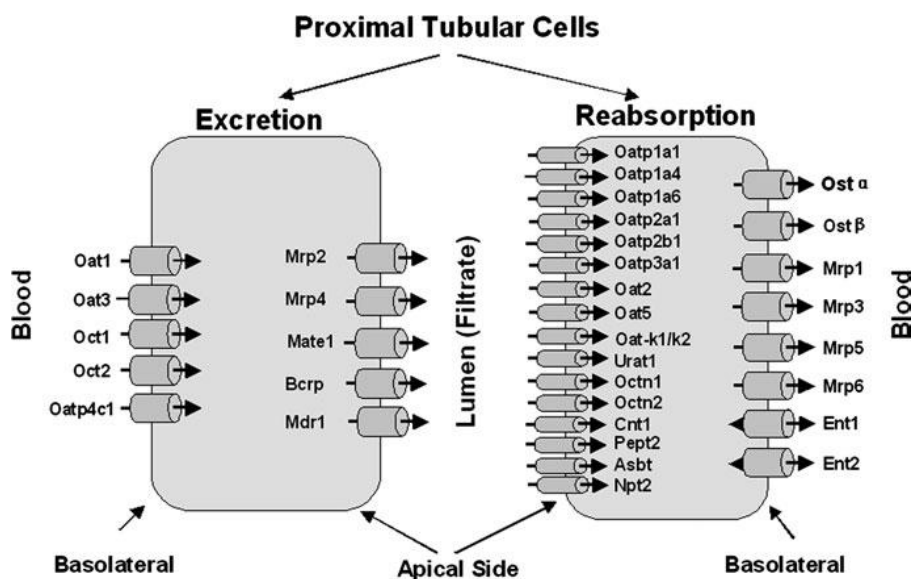 Proximal Tubular Cells
Excretion
Reabsorption
Blood
Oat1
Oat3
Oct1
Oct2
Oatp4c1
Mrp2
Mrp4
Mate1
Bcrp
Mdr1
Lumen (Filtrate)
Oatp1a1
Oatp1a4
Oatp1a6
Oatp2a1
Oatp2b1
Oatp3a1
Oat2
Oat5
Oat-k1/k2
Urat1
Octn1
Octn2
Cnt1
Pept2
Asbt
Npt2
Ost α
Ost β
Mrp1
Mrp3
Mrp5
Mrp6
Ent1
Ent2
Blood
Basolateral
Apical Side
Basolateral